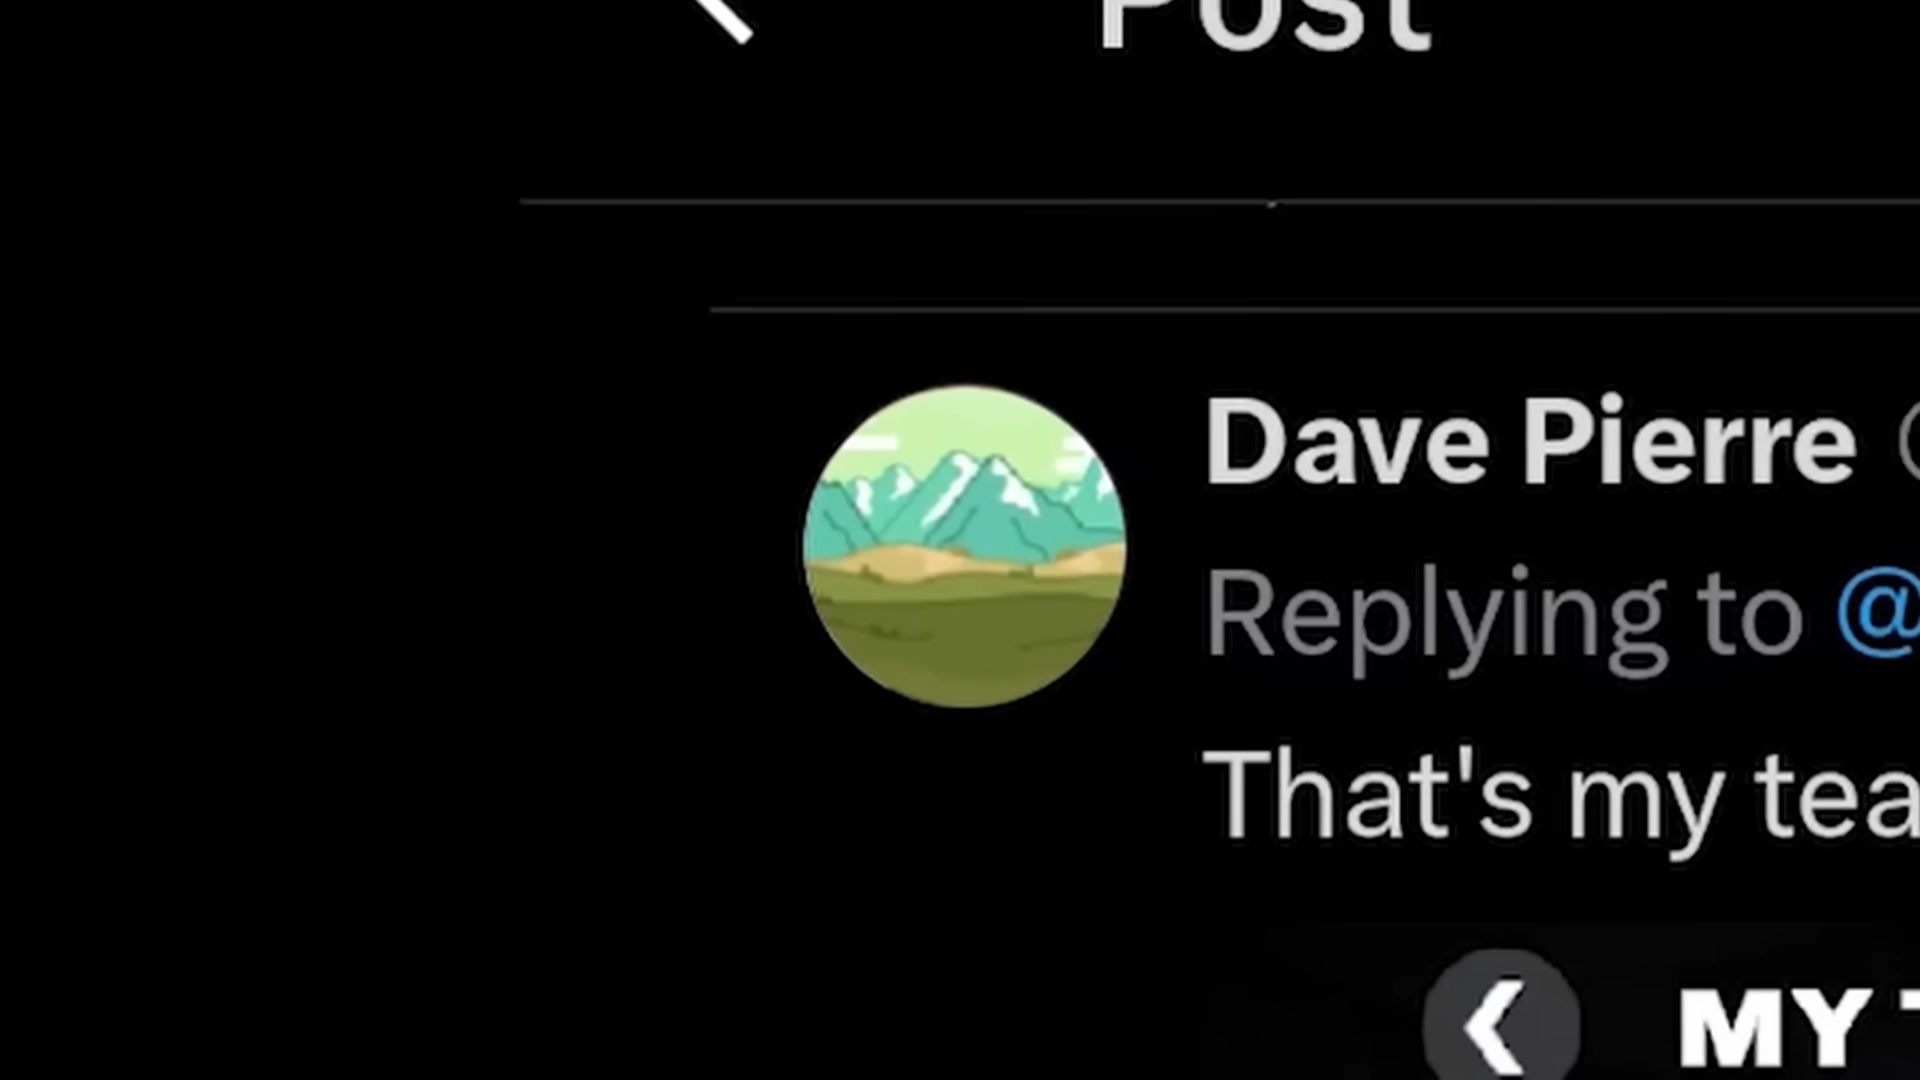 Post
Dave Pierre
Replying to @
That's my tea
MY